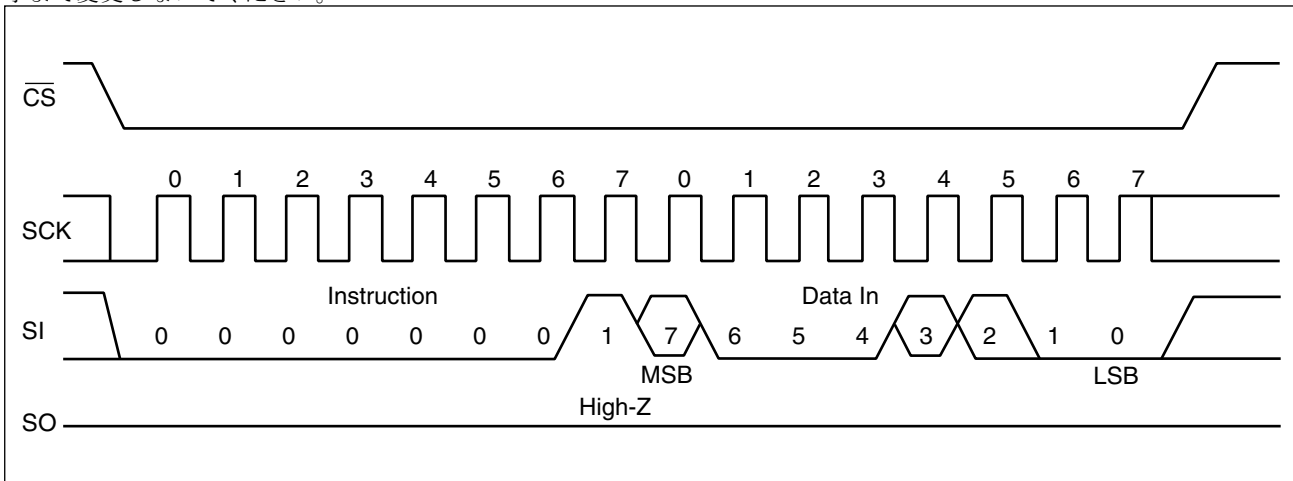 CS
0 1 2 3 4 5 6 7 0 1 2 3 4 5 6 7
SCK
Instruction Data In
SI 0 0 0 0 0 0 0 1 7 6 5 4 3 2 1 0
MSB LSB
High-Z
SO